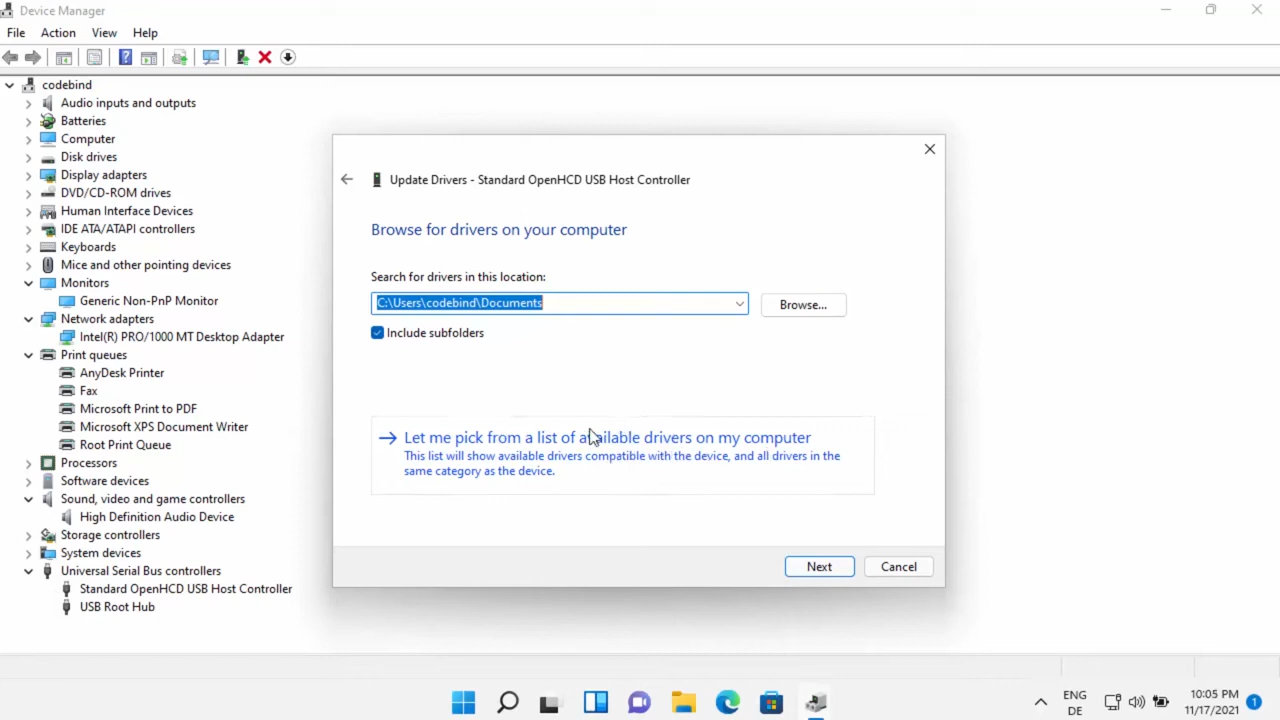 Device Manager
File Action View Help
codebind
Audio inputs and outputs
Batteries
Computer
Disk drives
Display adapters
DVD/CD-ROM drives
Human Interface Devices
IDE ATA/ATAPI controllers
Keyboards
Mice and other pointing devices
Monitors
Generic Non-PnP Monitor
Network adapters
Intel(R) PRO/1000 MT Desktop Adapter
Print queues
AnyDesk Printer
Fax
Microsoft Print to PDF
Microsoft XPS Document Writer
Root Print Queue
Processors
Software devices
Sound, video and game controllers
High Definition Audio Device
Storage controllers
System devices
Universal Serial Bus controllers
Standard OpenHCD USB Host Controller
USB Root Hub
Update Drivers - Standard OpenHCD USB Host Controller
Browse for drivers on your computer
Search for drivers in this location:
C:\Users\codebind\Documents
Browse...
Include subfolders
Let me pick from a list of available drivers on my computer
This list will show available drivers compatible with the device, and all drivers in the
same category as the device.
Next Cancel
ENG
DE
10:05 PM
11/17/2021
1